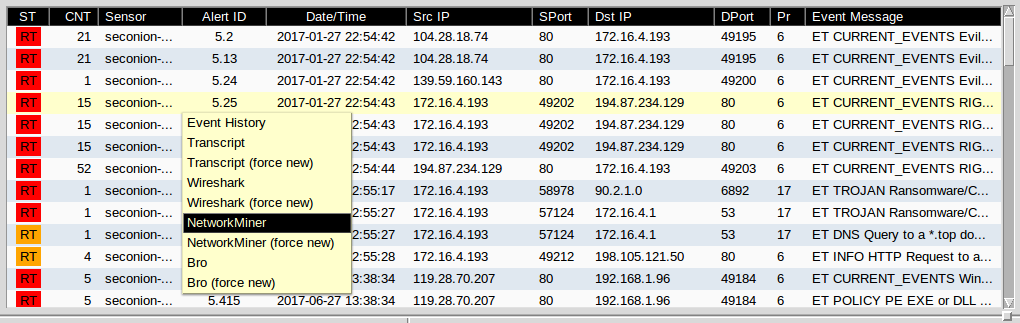 ST CNT Sensor Alert ID Date/Time Src IP SPort Dst IP DPort Pr Event Message
RT 21 seconion-... 5.2 2017-01-27 22:54:42 104.28.18.74 80 172.16.4.193 49195 6 ET CURRENT_EVENTS Evil...
RT 21 seconion-... 5.13 2017-01-27 22:54:42 104.28.18.74 80 172.16.4.193 49195 6 ET CURRENT_EVENTS Evil...
RT 1 seconion-... 5.24 2017-01-27 22:54:42 139.59.160.143 80 172.16.4.193 49200 6 ET CURRENT_EVENTS Evil...
RT 15 seconion-... 5.25 2017-01-27 22:54:43 172.16.4.193 49202 194.87.234.129 80 6 ET CURRENT_EVENTS RIG...
RT 15 seconion-... 2:54:43 172.16.4.193 49202 194.87.234.129 80 6 ET CURRENT_EVENTS RIG...
RT 15 seconion-... 2:54:43 172.16.4.193 49202 194.87.234.129 80 6 ET CURRENT_EVENTS RIG...
RT 52 seconion-... 2:54:44 194.87.234.129 80 172.16.4.193 49203 6 ET CURRENT_EVENTS RIG...
RT 1 seconion-... 2:55:17 172.16.4.193 58978 90.2.1.0 6892 17 ET TROJAN Ransomware/C...
RT 1 seconion-... 2:55:27 172.16.4.193 57124 172.16.4.1 53 17 ET TROJAN Ransomware/C...
RT 1 seconion-... 2:55:27 172.16.4.193 57124 172.16.4.1 53 17 ET DNS Query to a *.top do...
RT 4 seconion-... 2:55:28 172.16.4.193 49212 198.105.121.50 80 6 ET INFO HTTP Request to a...
RT 5 seconion-... 3:38:34 119.28.70.207 80 192.168.1.96 49184 6 ET CURRENT_EVENTS Win...
RT 5 seconion-... 5.415 2017-06-27 13:38:34 119.28.70.207 80 192.168.1.96 49184 6 ET POLICY PE EXE or DLL ...
Event History
Transcript
Transcript (force new)
Wireshark
Wireshark (force new)
NetworkMiner
NetworkMiner (force new)
Bro
Bro (force new)